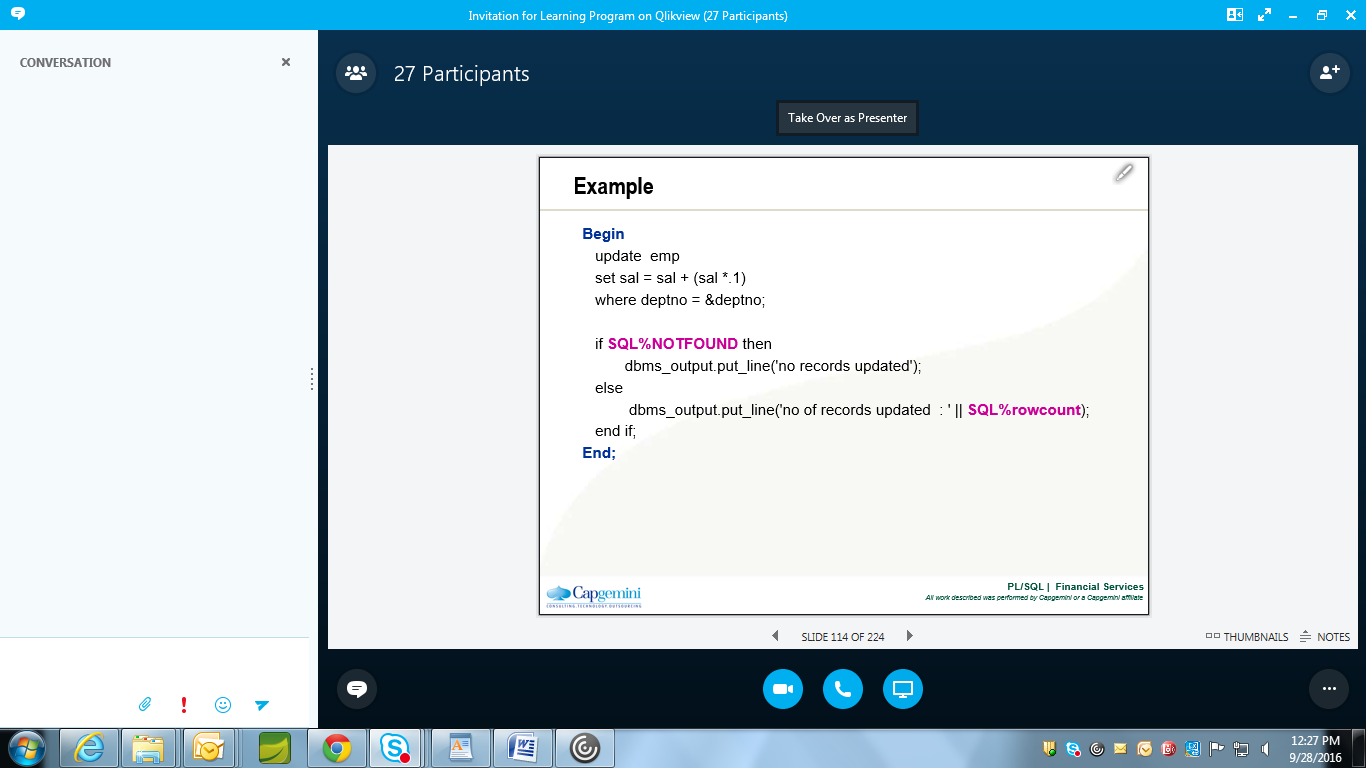 Invitation for Learning Program on Qlikview (27 Participants)
CONVERSATION
27 Participants
Take Over as Presenter
Example
Begin
update  emp
set sal = sal + (sal *.1)
where deptno = &deptno;
if SQL%NOTFOUND then
dbms_output.put_line('no records updated');
else
dbms_output.put_line('no of records updated  : ' || SQL%rowcount);
end if;
End;
Capgemini
CONSULTING.TECHNOLOGY.OUTSOURCING
PL/SQL |  Financial Services
All work described was performed by Capgemini or a Capgemini affiliate
SLIDE 114 OF 224
THUMBNAILS
NOTES
12:27 PM
9/28/2016